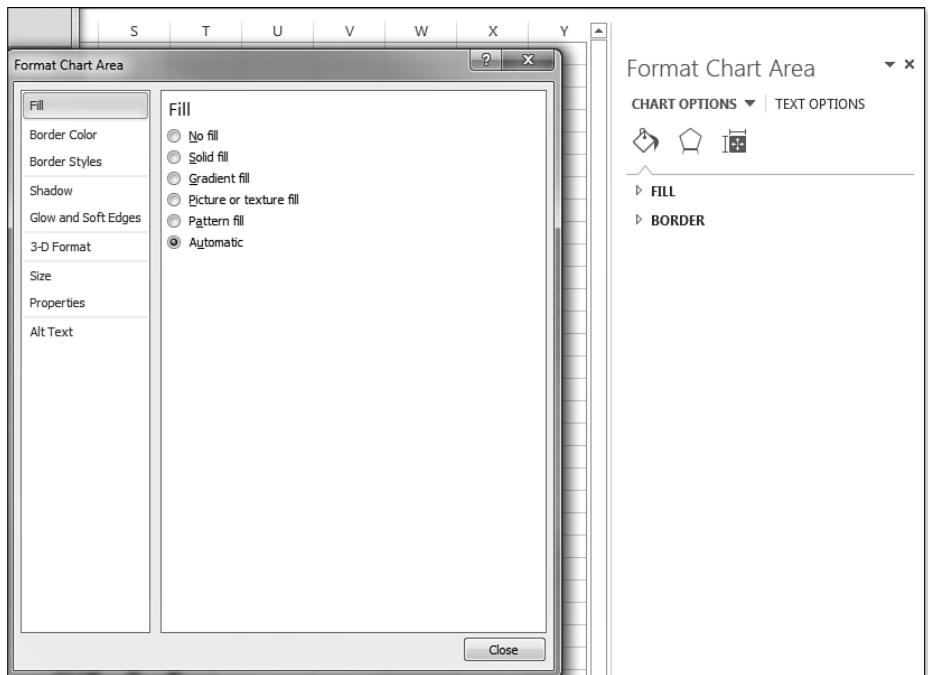 S T U V W X Y
Format Chart Area
?
X
Fill
Border Color
Border Styles
Shadow
Glow and Soft Edges
3-D Format
Size
Properties
Alt Text
Fill
No fill
Solid fill
Gradient fill
Picture or texture fill
Pattern fill
Automatic
Close
Format Chart Area
CHART OPTIONS TEXT OPTIONS
FILL
BORDER